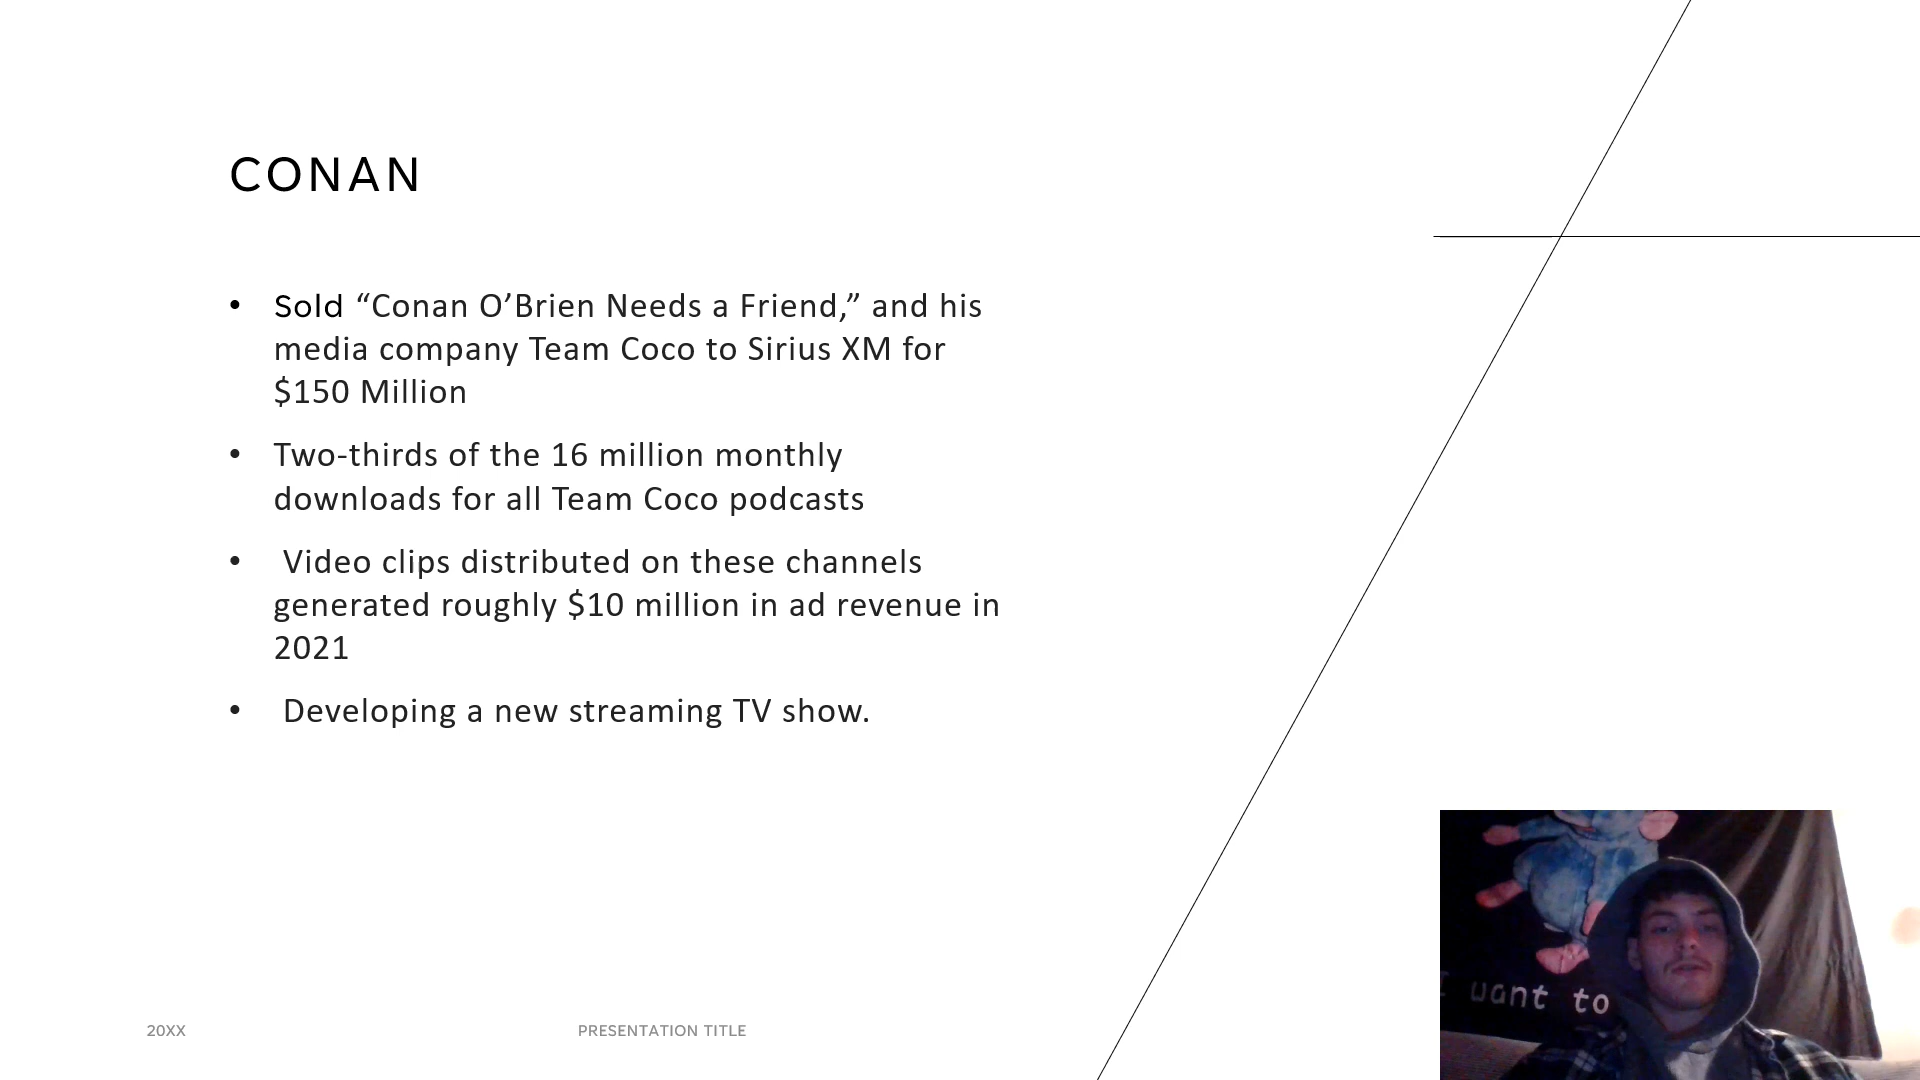 CONAN
• Sold “Conan O’Brien Needs a Friend,” and his
media company Team Coco to Sirius XM for
$150 Million
• Two-thirds of the 16 million monthly
downloads for all Team Coco podcasts
• Video clips distributed on these channels
generated roughly $10 million in ad revenue in
2021
• Developing a new streaming TV show.
I want to
20XX
PRESENTATION TITLE